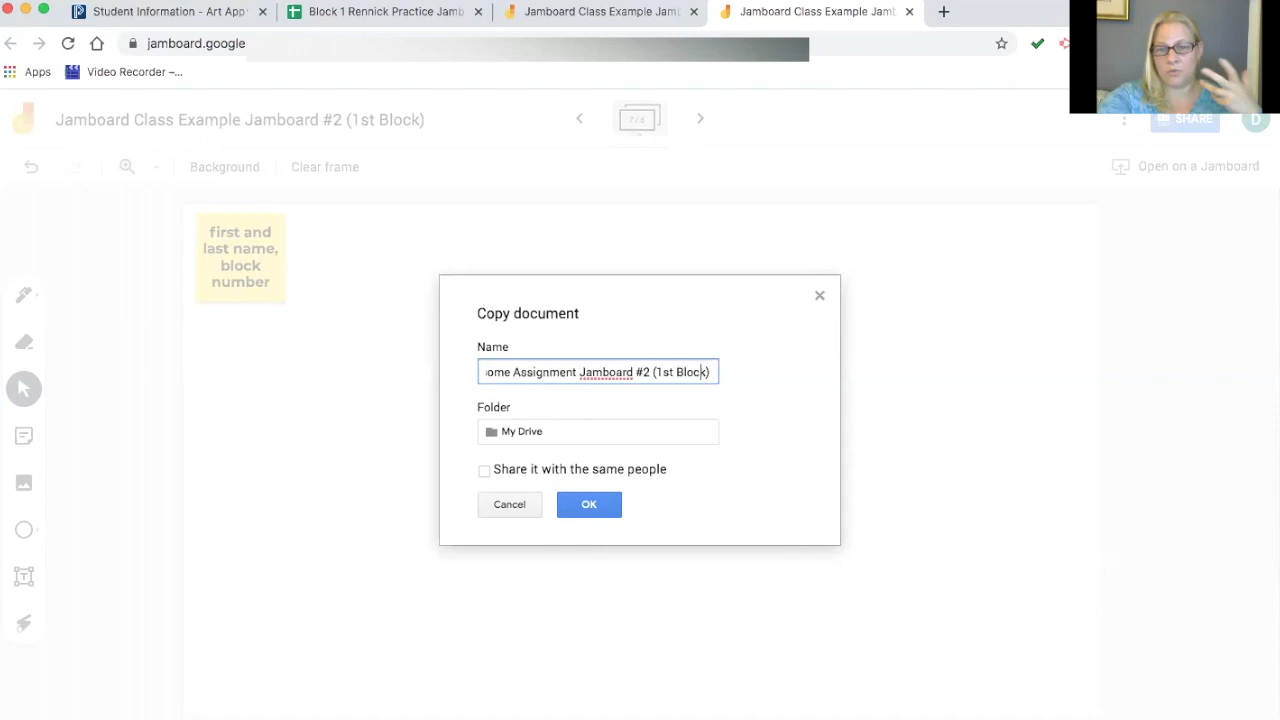 Student Information - Art App
Block 1 Rennick Practice Jamb
Jamboard Class Example Jam
Jamboard Class Example Jamb
jamboard.google
Apps
Video Recorder –...
Jamboard Class Example Jamboard #2 (1st Block)
SHARE
D
Background
Clear frame
Open on a Jamboard
first and
last name,
block
number
Copy document
Name
ome Assignment Jamboard #2 (1st Block)
Folder
My Drive
Share it with the same people
Cancel
OK